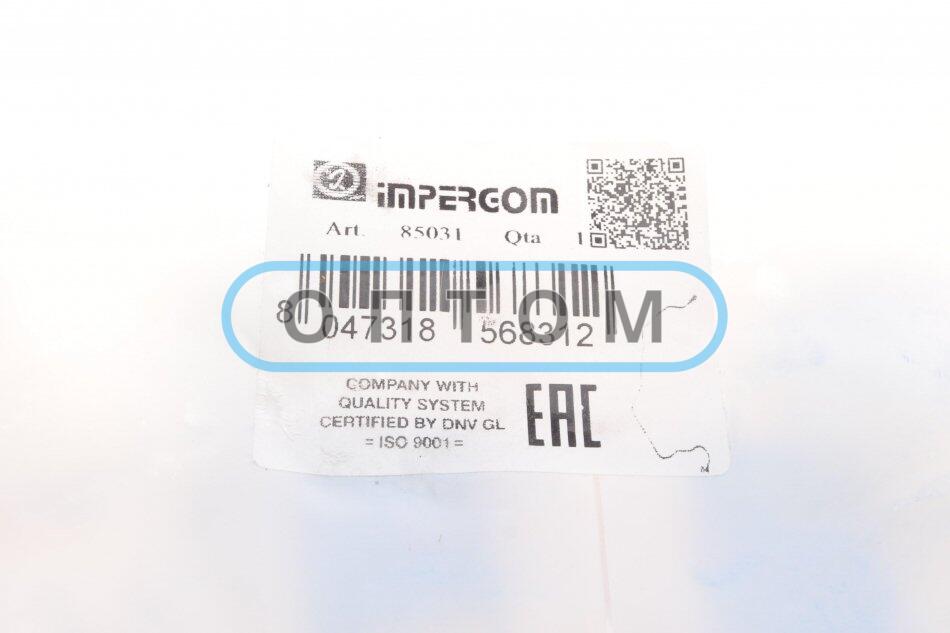 impergom
Art. 85031 Qta 1
8 047318 568312
ОНТОМ
COMPANY WITH
QUALITY SYSTEM
CERTIFIED BY DNV GL
= ISO 9001 =
EAC